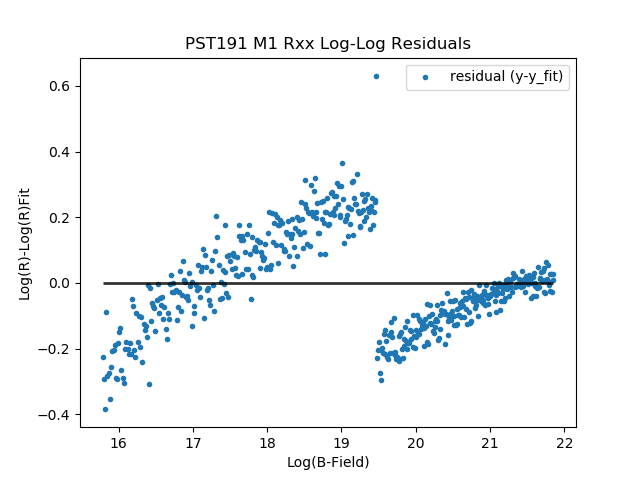 PST191 M1 Rxx Log-Log Residuals
residual (y-y_fit)
Log(R)-Log(R)Fit
0.6
0.4
0.2
0.0
−0.2
−0.4
16 17 18 19 20 21 22
Log(B-Field)